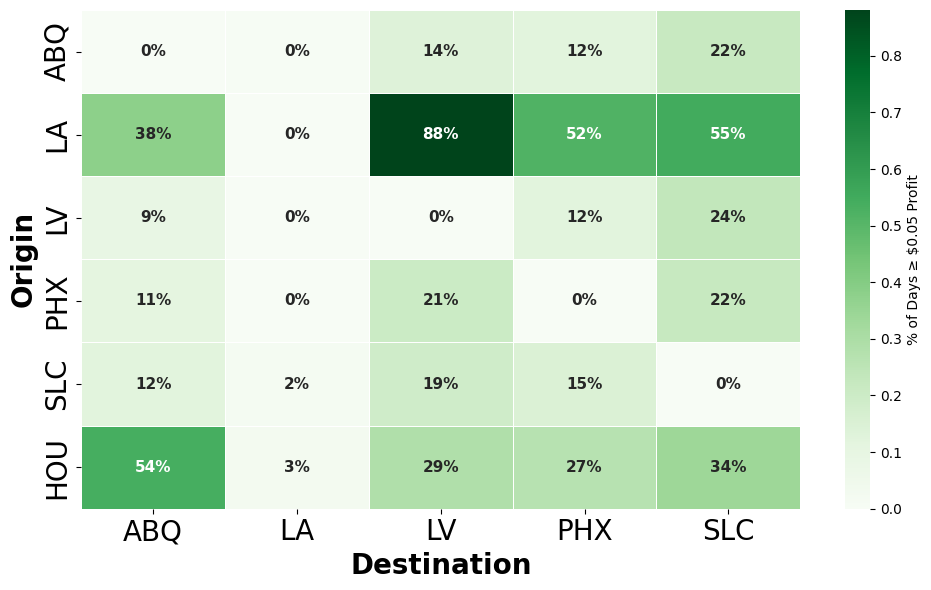 Origin
ABQ 0% 0% 14% 12% 22%
LA 38% 0% 88% 52% 55%
LV 9% 0% 0% 12% 24%
PHX 11% 0% 21% 0% 22%
SLC 12% 2% 19% 15% 0%
HOU 54% 3% 29% 27% 34%
ABQ LA LV PHX SLC
Destination
0.8
0.7
0.6
0.5
0.4
0.3
0.2
0.1
0.0
% of Days ≥ $0.05 Profit